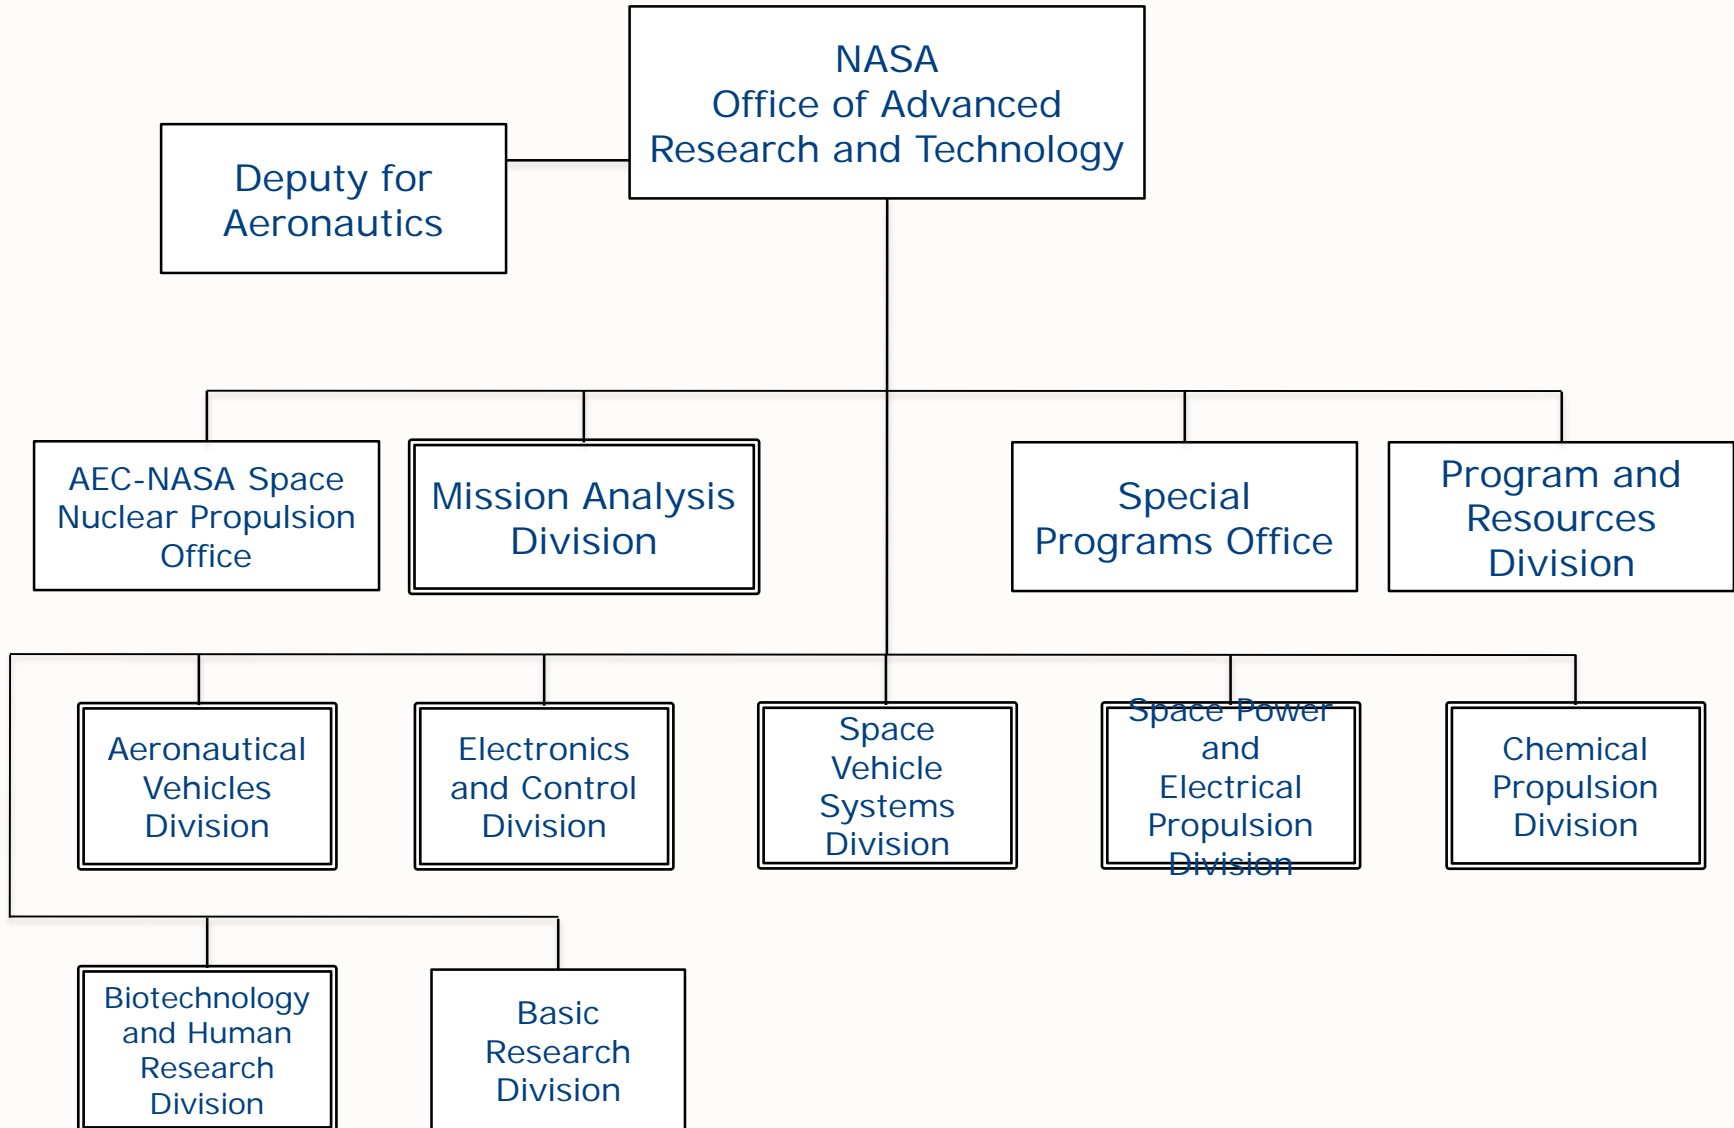 NASA
Office of Advanced
Research and Technology
Deputy for
Aeronautics
AEC-NASA Space
Nuclear Propulsion
Office
Mission Analysis
Division
Special
Programs Office
Program and
Resources
Division
Aeronautical
Vehicles
Division
Electronics
and Control
Division
Space
Vehicle
Systems
Division
Space Power
and
Electrical
Propulsion
Division
Chemical
Propulsion
Division
Biotechnology
and Human
Research
Division
Basic
Research
Division